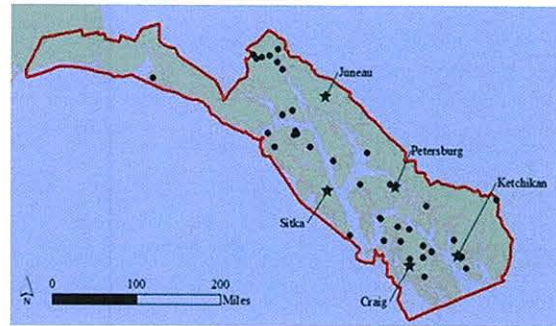 Juneau
Petersburg
Ketchikan
Sitka
Craig
N
0 100 200
Miles